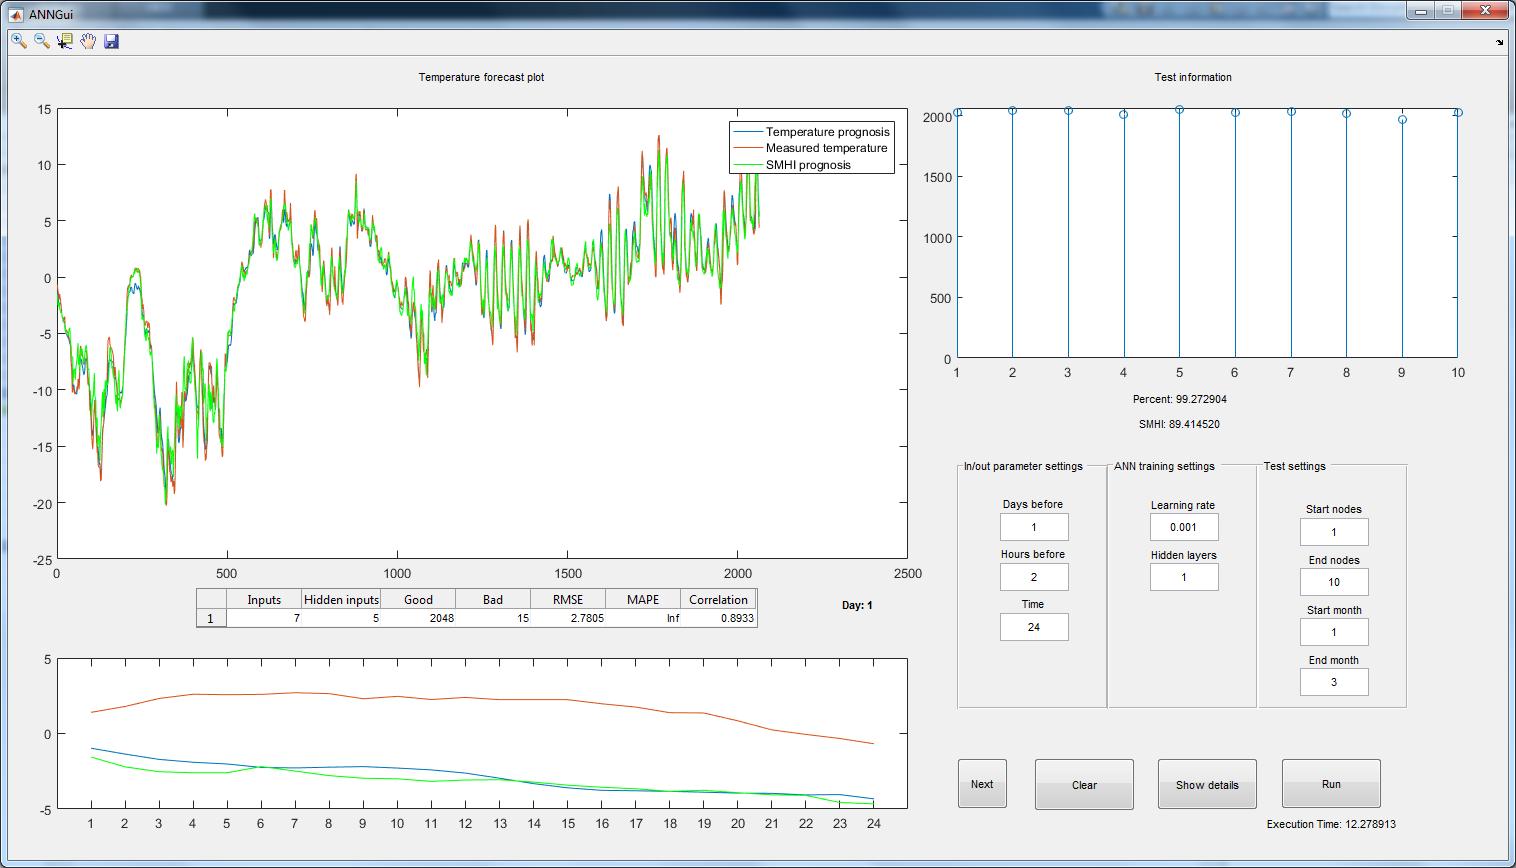 ANNGui
Temperature forecast plot
15
10
5
0
-5
-10
-15
-20
-25
0 500 1000 1500 2000 2500
Temperature prognosis
Measured temperature
SMHI prognosis
Inputs Hidden inputs Good Bad RMSE MAPE Correlation
1 7 5 2048 15 2.7805 Inf 0.8933
Day: 1
5
0
-5
1 2 3 4 5 6 7 8 9 10 11 12 13 14 15 16 17 18 19 20 21 22 23 24
Test information
2000
1500
1000
500
0
1 2 3 4 5 6 7 8 9 10
Percent: 99.272904
SMHI: 89.414520
In/out parameter settings
Days before
1
Hours before
2
Time
24
ANN training settings
Learning rate
0.001
Hidden layers
1
Test settings
Start nodes
1
End nodes
10
Start month
1
End month
3
Next
Clear
Show details
Run
Execution Time: 12.278913